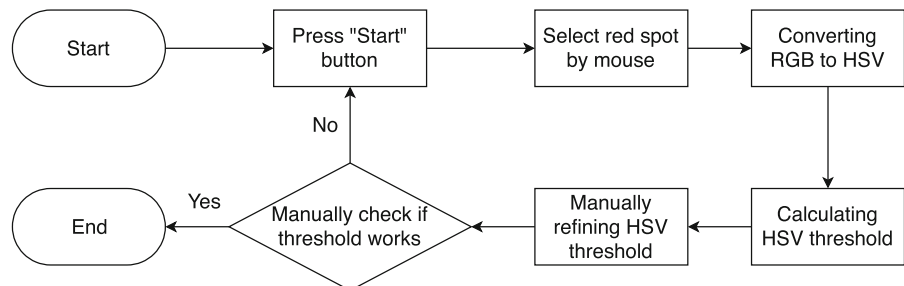 Start
Press "Start"
button
Select red spot
by mouse
Converting
RGB to HSV
No
Yes
End
Manually check if
threshold works
Manually
refining HSV
threshold
Calculating
HSV threshold